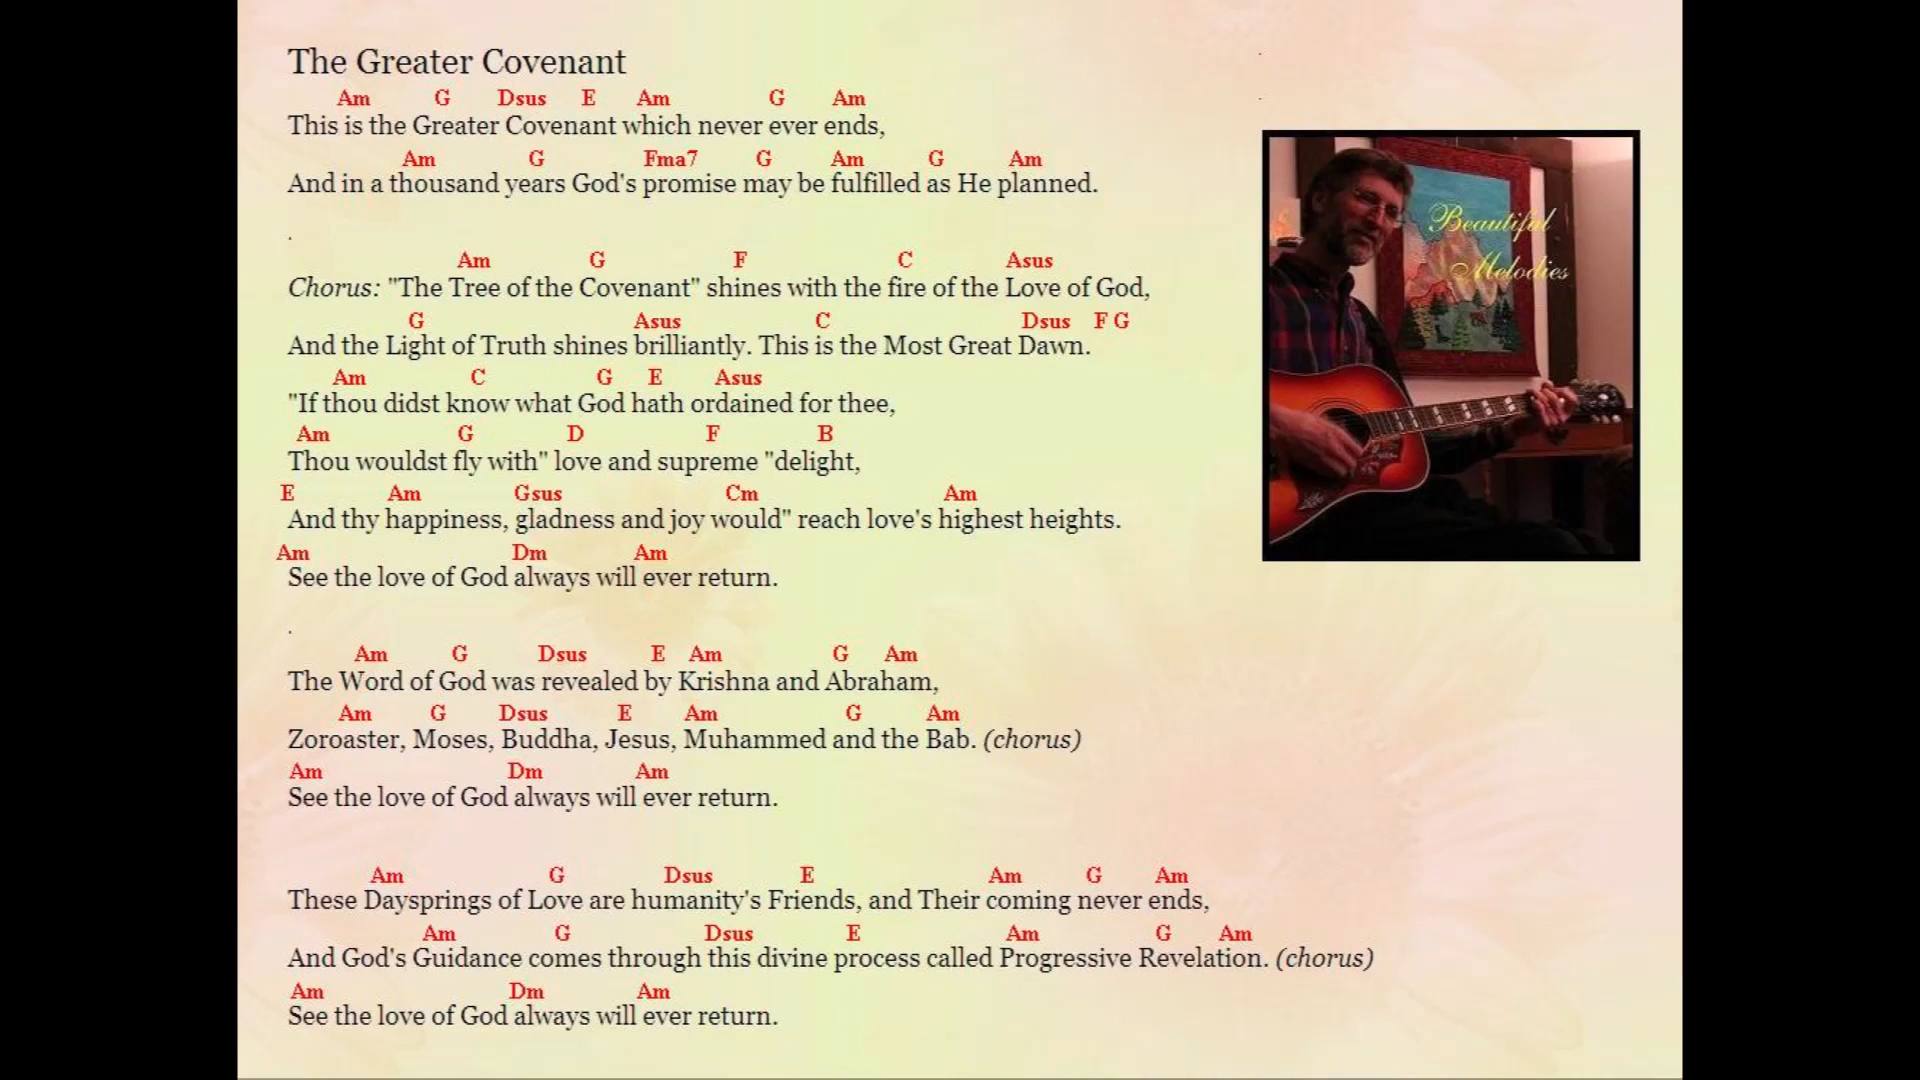 The Greater Covenant
Am G Dsus E Am G Am
This is the Greater Covenant which never ever ends,
Am G Fma7 G Am G Am
And in a thousand years God's promise may be fulfilled as He planned.
.
Am G F C Asus
Chorus: "The Tree of the Covenant" shines with the fire of the Love of God,
G Asus C Dsus F G
And the Light of Truth shines brilliantly. This is the Most Great Dawn.
Am C G E Asus
"If thou didst know what God hath ordained for thee,
Am G D F B
Thou wouldst fly with" love and supreme "delight,
E Am Gsus Cm Am
And thy happiness, gladness and joy would" reach love's highest heights.
Am Dm Am
See the love of God always will ever return.
.
Am G Dsus E Am G Am
The Word of God was revealed by Krishna and Abraham,
Am G Dsus E Am G Am
Zoroaster, Moses, Buddha, Jesus, Muhammed and the Bab. (chorus)
Am Dm Am
See the love of God always will ever return.
Am G Dsus E Am G Am
These Daysprings of Love are humanity's Friends, and Their coming never ends,
Am G Dsus E Am G Am
And God's Guidance comes through this divine process called Progressive Revelation. (chorus)
Am Dm Am
See the love of God always will ever return.
Beautiful
Melodies